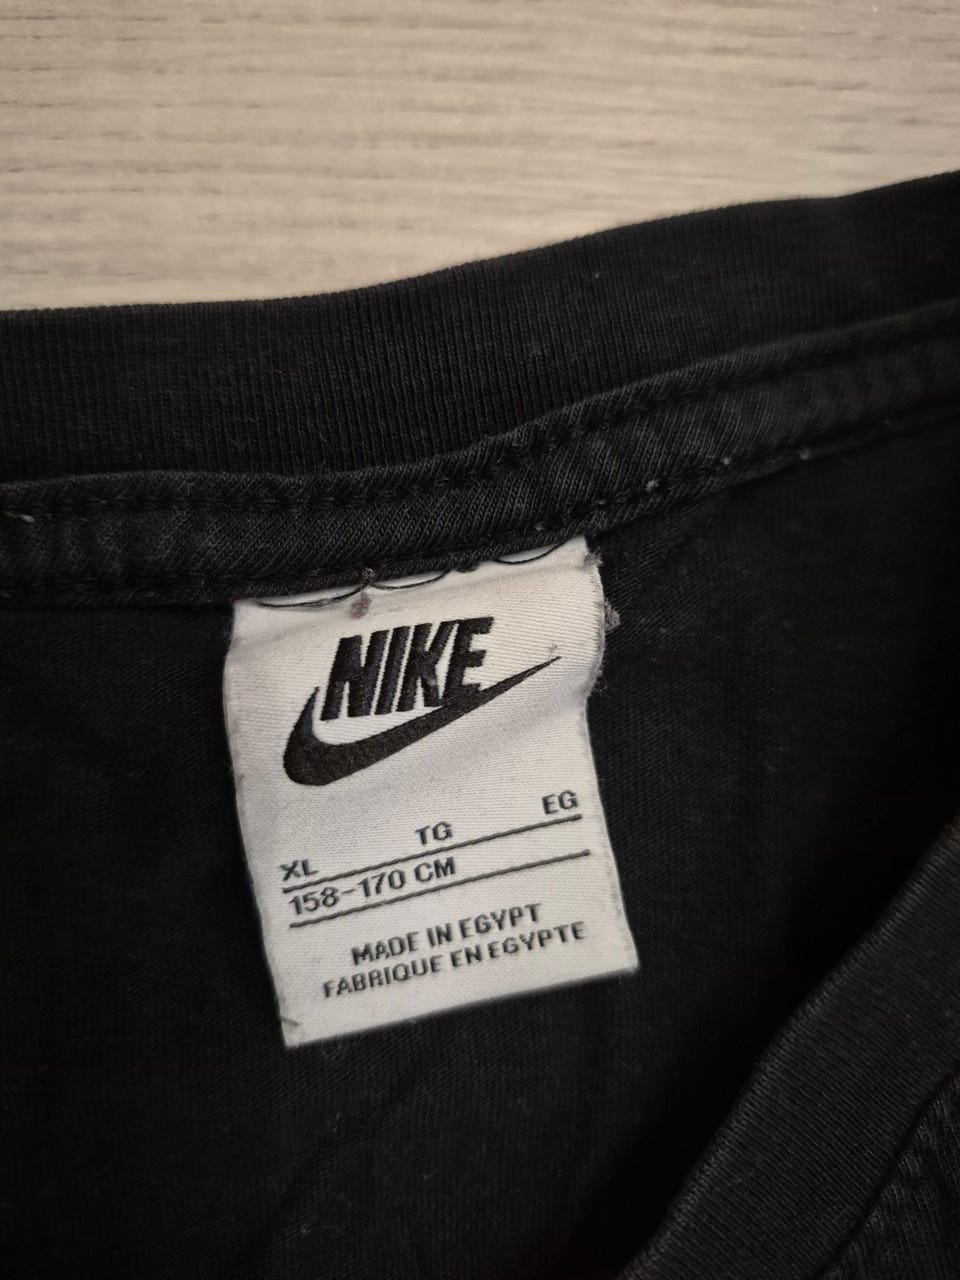 NIKE
XL TG EG
158-170 CM
MADE IN EGYPT
FABRIQUE EN EGYPTE